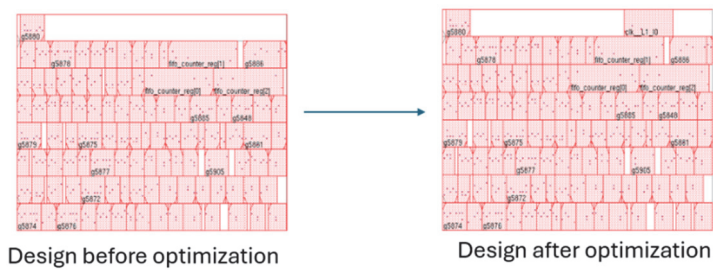 g5880
g5878 fifo_counter_reg[1] g5886
fifo_counter_reg[0] fifo_counter_reg[2]
g5885 g5848
g5879 g5875 g5861
g5877 g5905
g5872
g5874 g5876
Design before optimization
g5880 clk__L1_I0
g5878 fifo_counter_reg[1] g5886
fifo_counter_reg[0] fifo_counter_reg[2]
g5885 g5848
g5879 g5875 g5861
g5877 g5905
g5872
g5874 g5876
Design after optimization